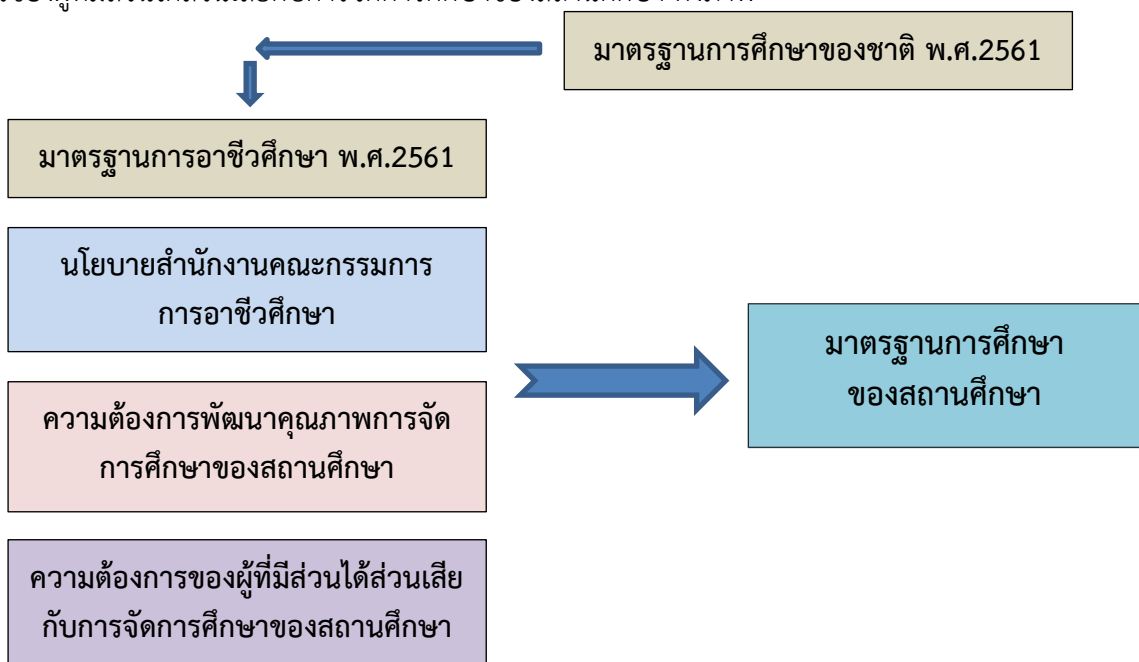 มาตรฐานการศึกษาของชาติ พ.ศ.2561
มาตรฐานการอาชีวศึกษา พ.ศ.2561
นโยบายสำนักงานคณะกรรมการ
การอาชีวศึกษา
ความต้องการพัฒนาคุณภาพการจัด
การศึกษาของสถานศึกษา
ความต้องการของผู้ที่มีส่วนได้ส่วนเสีย
กับการจัดการศึกษาของสถานศึกษา
มาตรฐานการศึกษา
ของสถานศึกษา